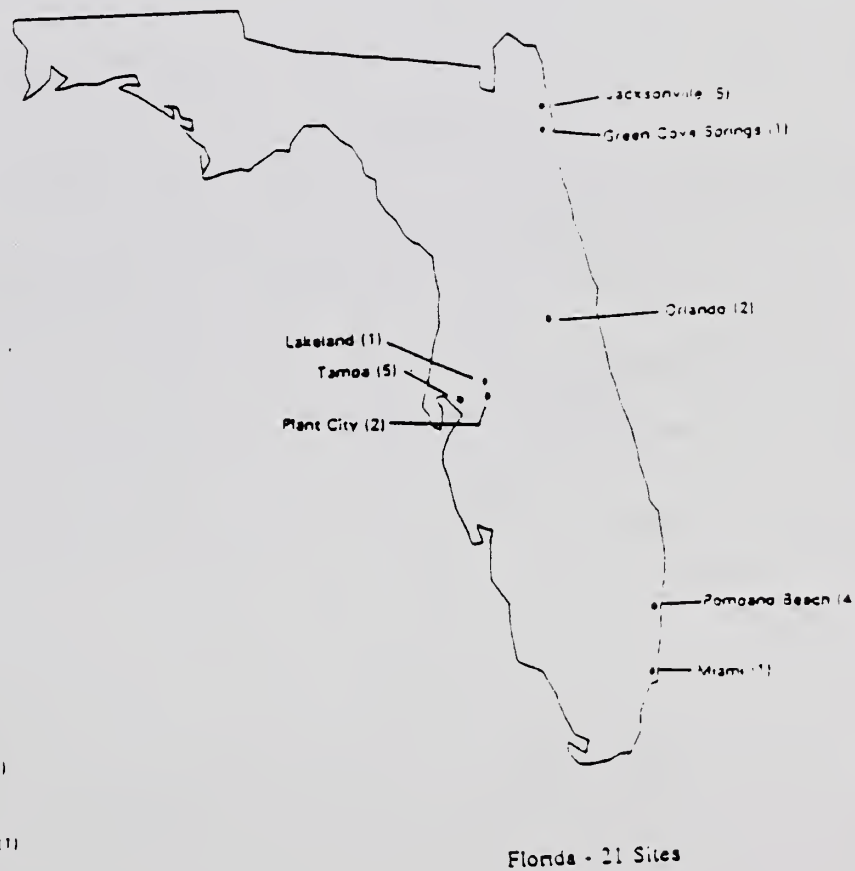 Jacksonville (5)
Green Cove Springs (1)
Orlando (2)
Lakeland (1)
Tampa (5)
Plant City (2)
Pompano Beach (4
Miami (1)
)
(1)
Florida - 21 Sites